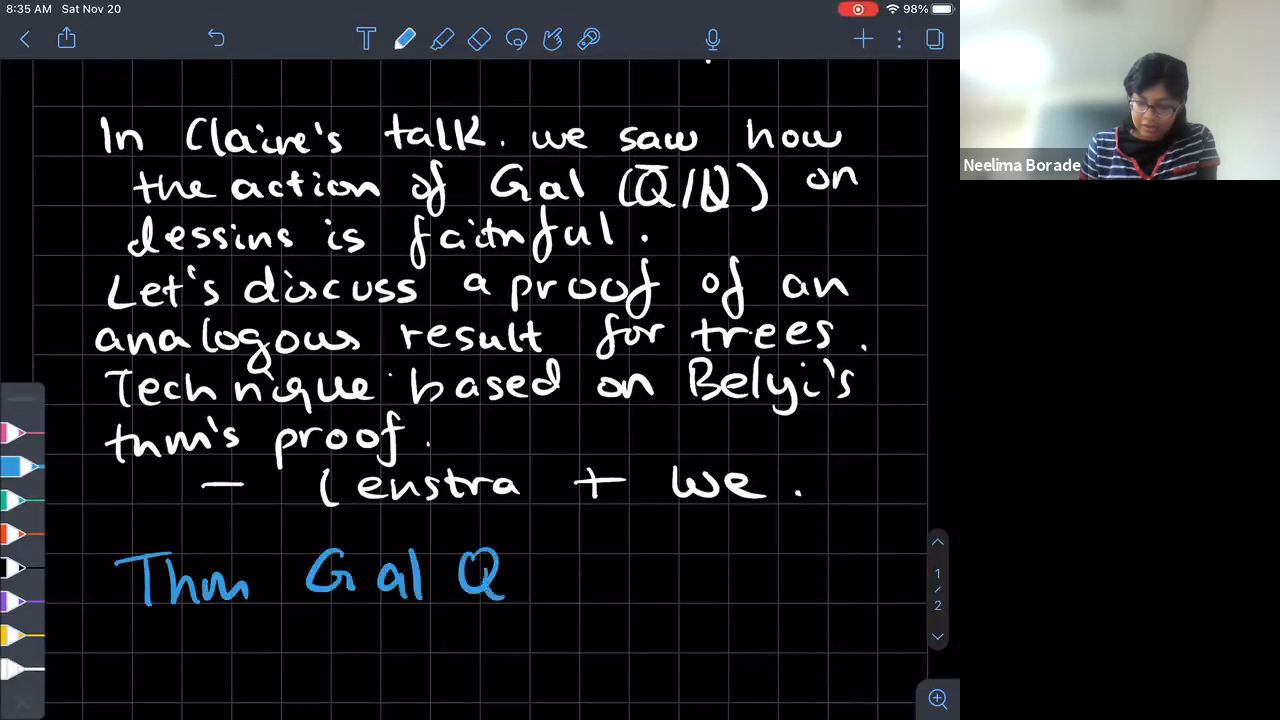 8:35 AM Sat Nov 20
98%
In Claire's talk. we saw how
the action of Gal (Q̅/Q) on
dessins is faithful.
Let's discuss a proof of an
analogous result for trees.
Technique based on Belyi's
thm's proof.
— Lenstra + we.
Thm Gal Q
1
/
2
Neelima Borade